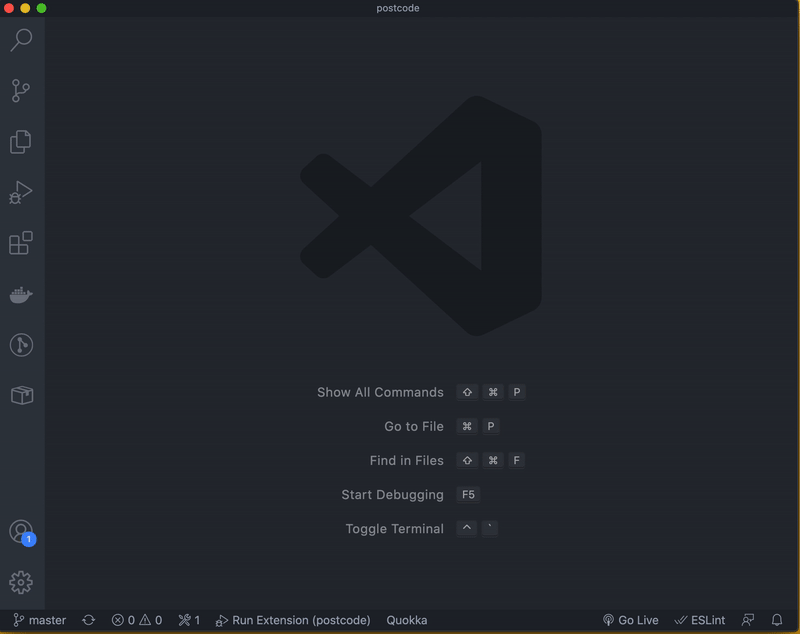 postcode
Show All Commands ⇧ ⌘ P
Go to File ⌘ P
Find in Files ⇧ ⌘ F
Start Debugging F5
Toggle Terminal ^ `
1
master 0 0 1 Run Extension (postcode) Quokka Go Live ESLint